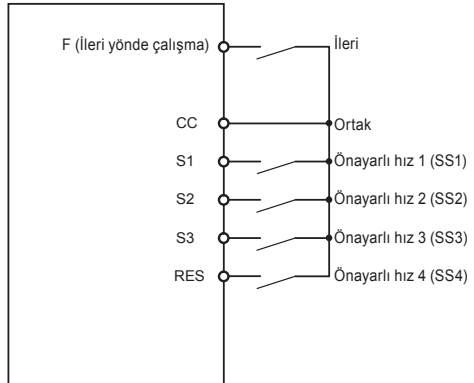 F (İleri yönde çalışma) İleri
CC Ortak
S1 Önayarlı hız 1 (SS1)
S2 Önayarlı hız 2 (SS2)
S3 Önayarlı hız 3 (SS3)
RES Önayarlı hız 4 (SS4)